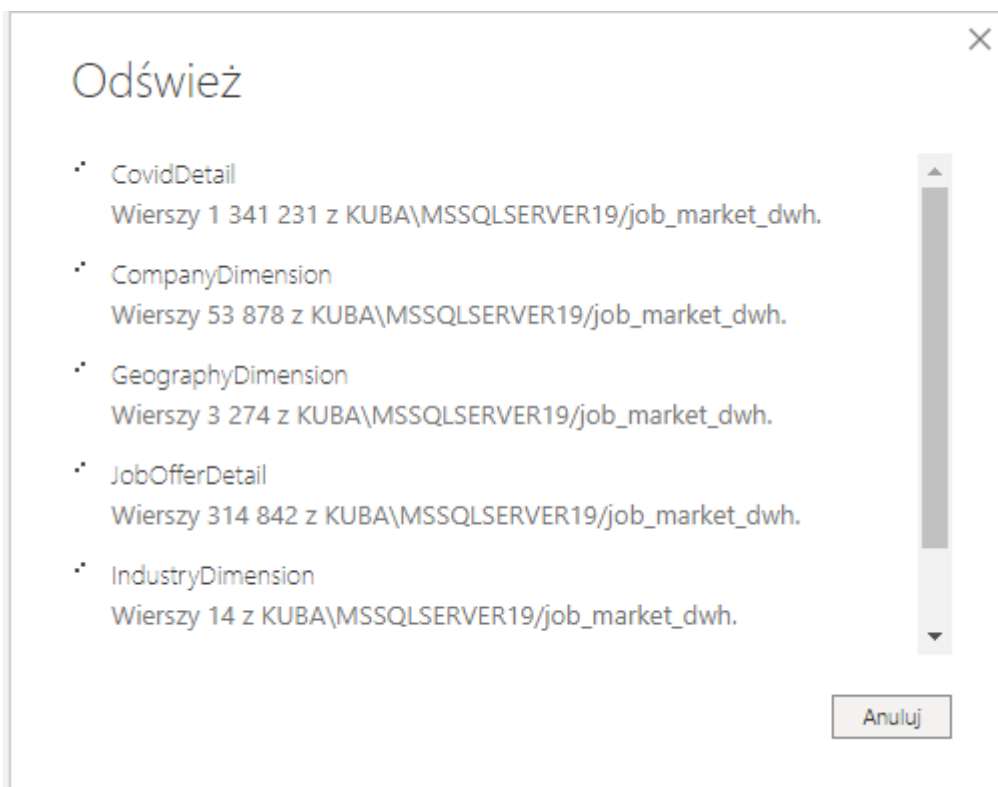 Odśwież
CovidDetail
Wierszy 1 341 231 z KUBA\MSSQLSERVER19/job_market_dwh.
CompanyDimension
Wierszy 53 878 z KUBA\MSSQLSERVER19/job_market_dwh.
GeographyDimension
Wierszy 3 274 z KUBA\MSSQLSERVER19/job_market_dwh.
JobOfferDetail
Wierszy 314 842 z KUBA\MSSQLSERVER19/job_market_dwh.
IndustryDimension
Wierszy 14 z KUBA\MSSQLSERVER19/job_market_dwh.
Anuluj